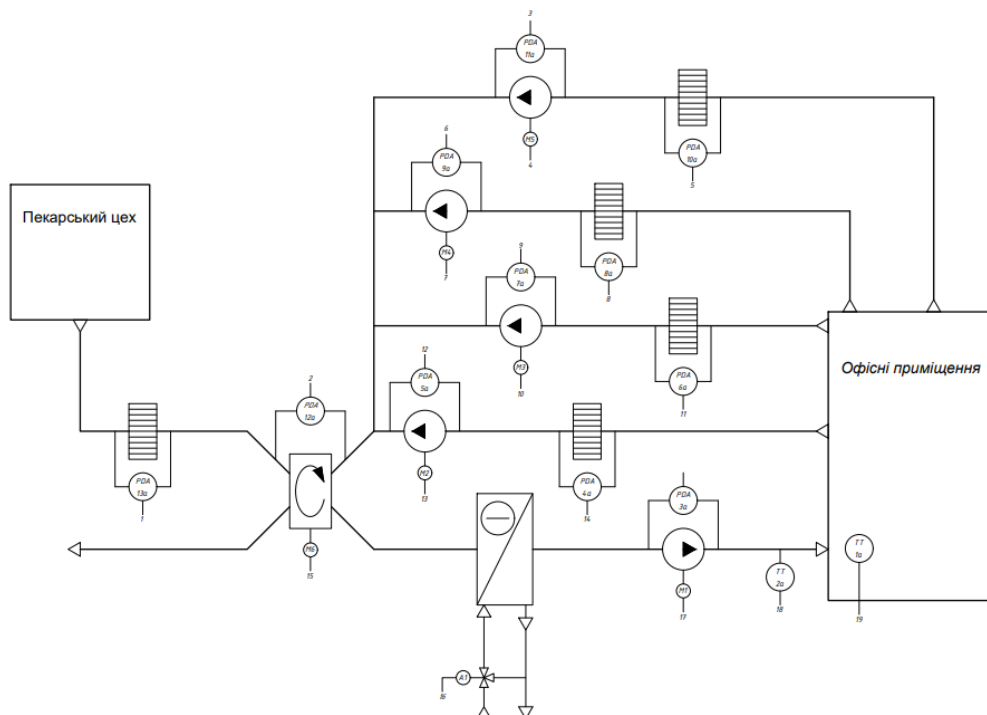 3
PDA
11a
M5
4
PDA
10a
5
6
PDA
9a
M4
7
PDA
8a
8
Пекарський цех
9
PDA
7a
M3
10
PDA
6a
11
Офісні приміщення
12
PDA
5a
M2
13
PDA
4a
14
2
PDA
12a
PDA
13a
1
M6
15
PDA
3a
M1
17
TT
2a
18
TT
1a
19
A1
16